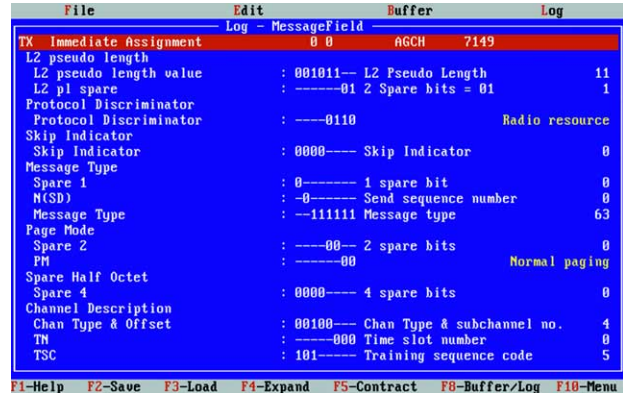 File Edit Buffer Log
Log - MessageField
TX Immediate Assignment 0 0 AGCH 7149
L2 pseudo length
L2 pseudo length value : 001011-- L2 Pseudo Length 11
L2 pl spare : ------01 2 Spare bits = 01 1
Protocol Discriminator
Protocol Discriminator : ----0110 Radio resource
Skip Indicator
Skip Indicator : 0000---- Skip Indicator 0
Message Type
Spare 1 : 0------- 1 spare bit 0
N(SD) : -0------ Send sequence number 0
Message Type : --111111 Message type 63
Page Mode
Spare 2 : ----00-- 2 spare bits 0
PM : ------00 Normal paging
Spare Half Octet
Spare 4 : 0000---- 4 spare bits 0
Channel Description
Chan Type & Offset : 00100--- Chan Type & subchannel no. 4
TN : -----000 Time slot number 0
TSC : 101----- Training sequence code 5
F1-Help F2-Save F3-Load F4-Expand F5-Contract F8-Buffer/Log F10-Menu